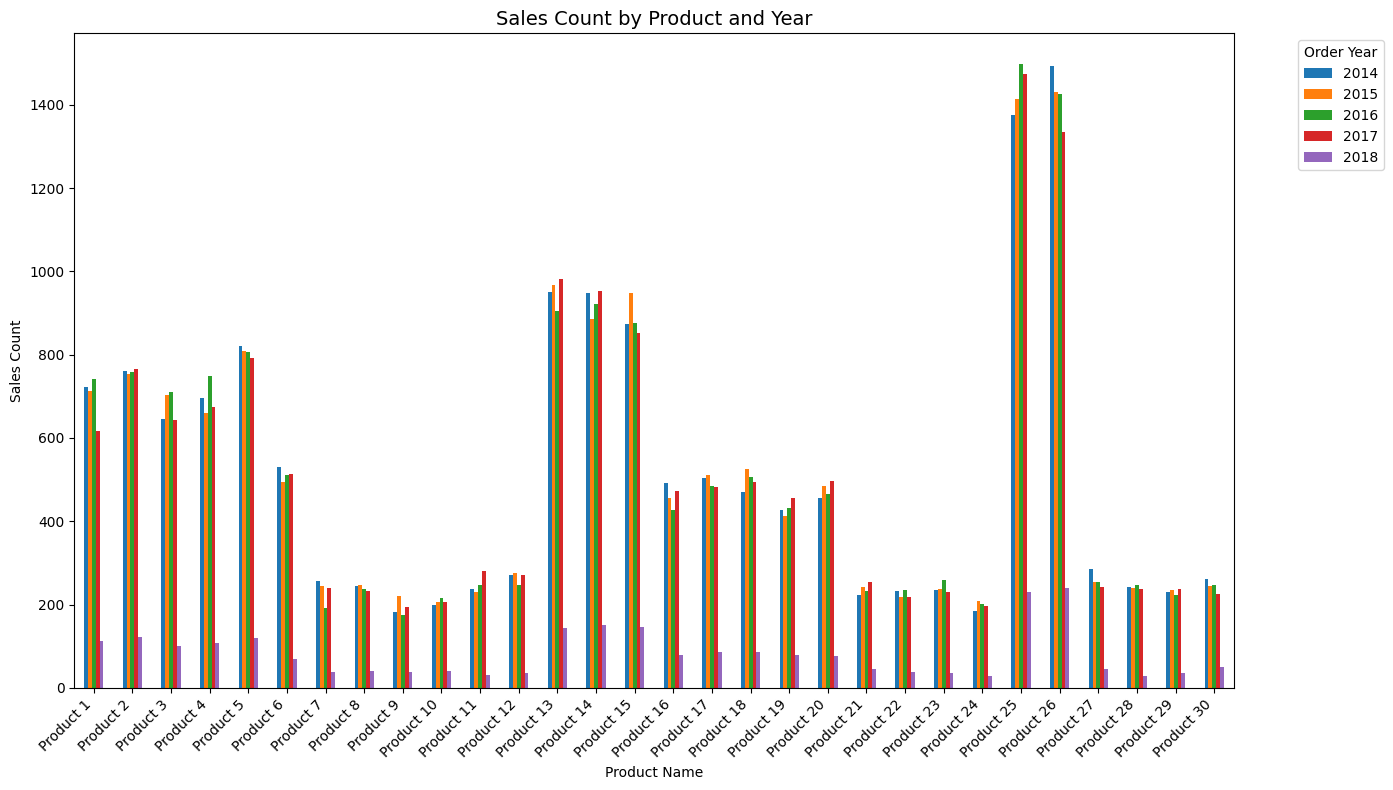 Sales Count by Product and Year
Order Year
2014
2015
2016
2017
2018
Sales Count
1400
1200
1000
800
600
400
200
0
Product 1
Product 2
Product 3
Product 4
Product 5
Product 6
Product 7
Product 8
Product 9
Product 10
Product 11
Product 12
Product 13
Product 14
Product 15
Product 16
Product 17
Product 18
Product 19
Product 20
Product 21
Product 22
Product 23
Product 24
Product 25
Product 26
Product 27
Product 28
Product 29
Product 30
Product Name